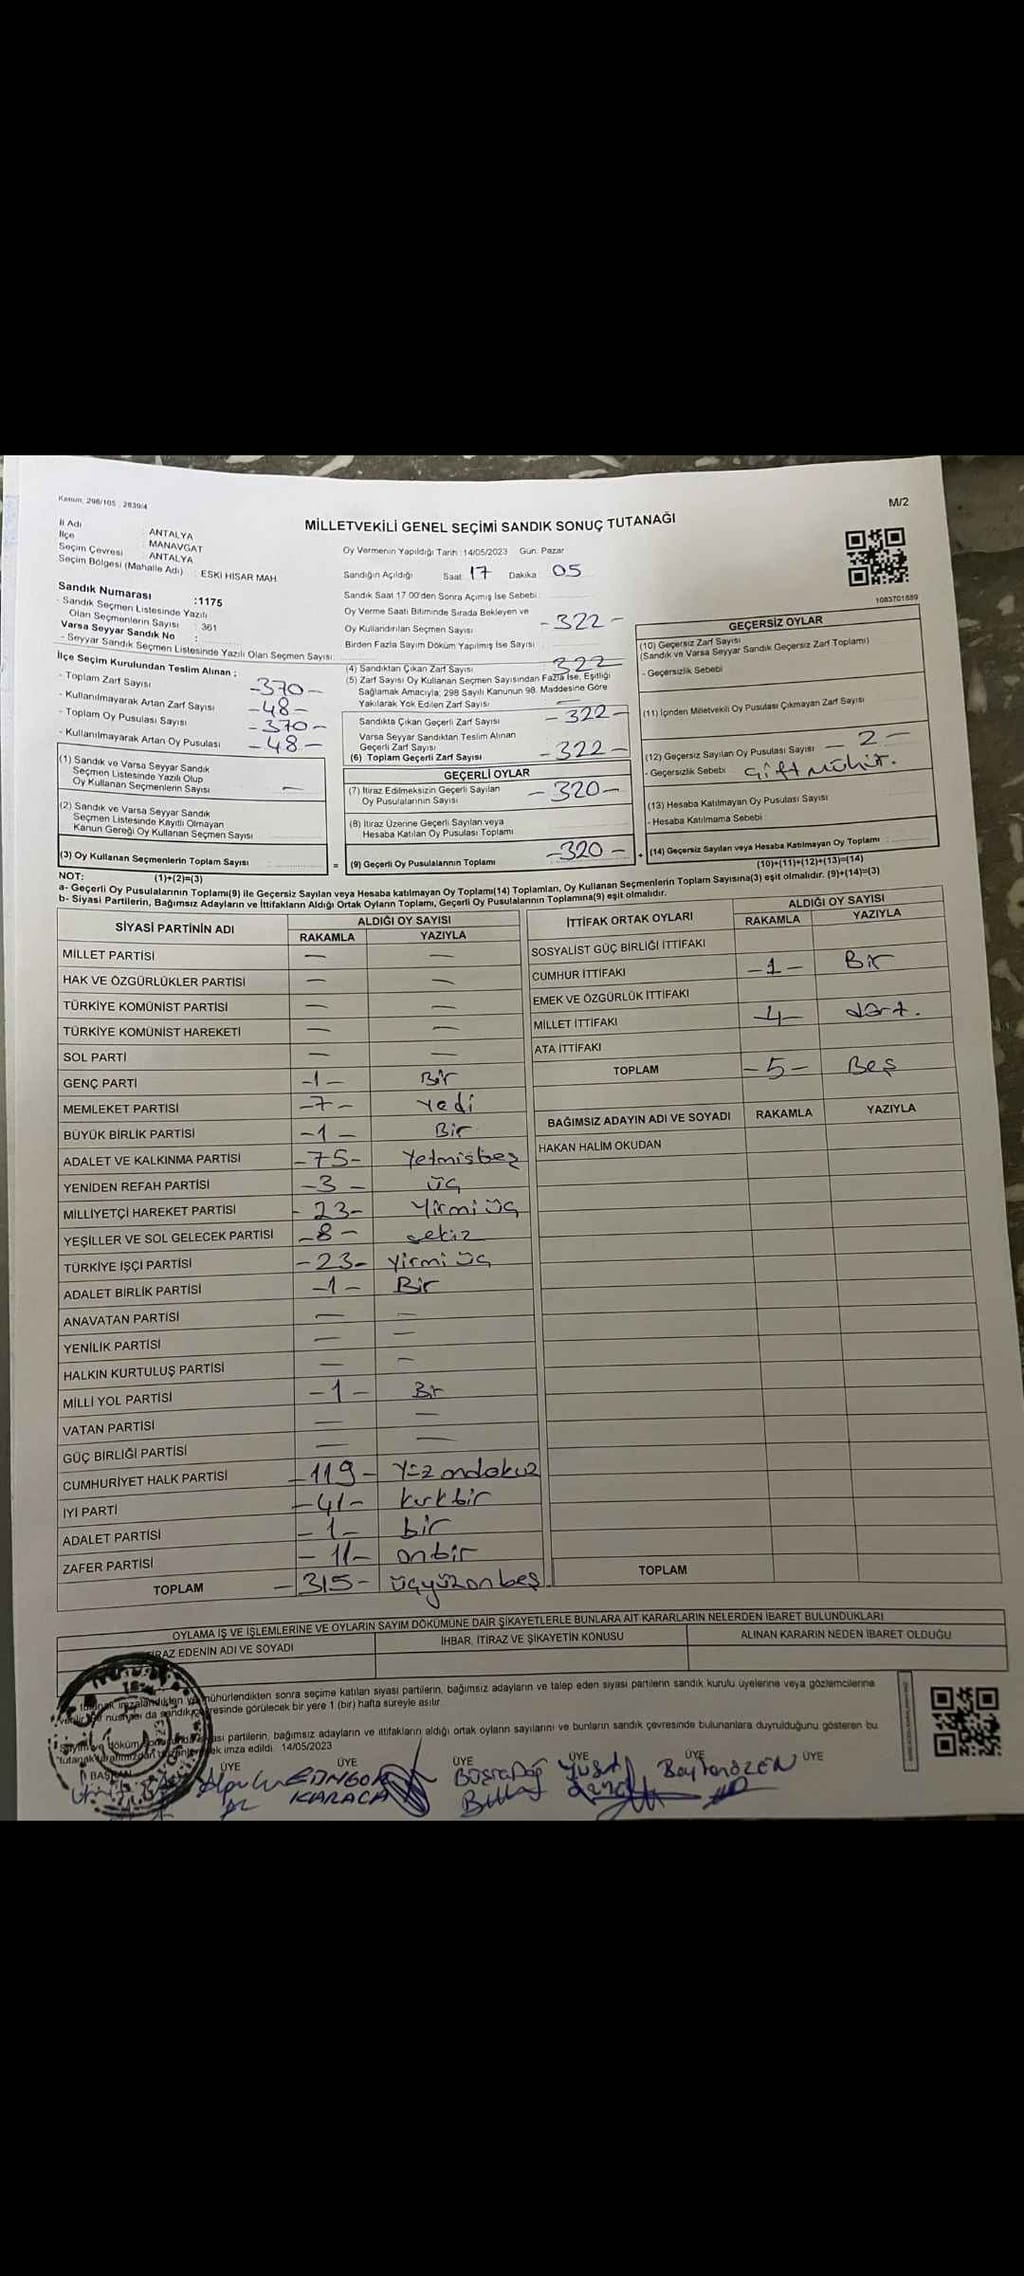 Kanun, 298/105 , 2839/4
M/2
MİLLETVEKİLİ GENEL SEÇİMİ SANDIK SONUÇ TUTANAĞI
İl Adı : ANTALYA
İlçe : MANAVGAT
Seçim Çevresi : ANTALYA
Seçim Bölgesi (Mahalle Adı) : ESKİ HİSAR MAH
Sandık Numarası :1175
- Sandık Seçmen Listesinde Yazılı
Olan Seçmenlerin Sayısı : 361
Varsa Seyyar Sandık No :
- Seyyar Sandık Seçmen Listesinde Yazılı Olan Seçmen Sayısı:
İlçe Seçim Kurulundan Teslim Alınan ;
- Toplam Zarf Sayısı -370-
- Kullanılmayarak Artan Zarf Sayısı -48-
- Toplam Oy Pusulası Sayısı -370-
- Kullanılmayarak Artan Oy Pusulası -48-
(1) Sandık ve Varsa Seyyar Sandık
Seçmen Listesinde Yazılı Olup
Oy Kullanan Seçmenlerin Sayısı —
(2) Sandık ve Varsa Seyyar Sandık
Seçmen Listesinde Kayıtlı Olmayan
Kanun Gereği Oy Kullanan Seçmen Sayısı
(3) Oy Kullanan Seçmenlerin Toplam Sayısı
Oy Vermenin Yapıldığı Tarih :14/05/2023 Gün: Pazar
Sandığın Açıldığı Saat 17 Dakika 05
Sandık Saat 17 00'den Sonra Açımış İse Sebebi
Oy Verme Saati Bitiminde Sırada Bekleyen ve
Oy Kullandırılan Seçmen Sayısı -322-
Birden Fazla Sayım Döküm Yapılmış İse Sayısı
(4) Sandıktan Çıkan Zarf Sayısı 322
(5) Zarf Sayısı Oy Kullanan Seçmen Sayısından Fazla İse, Eşitliği
Sağlamak Amacıyla; 298 Sayılı Kanunun 98. Maddesine Göre
Yakılarak Yok Edilen Zarf Sayısı —
Sandıkta Çıkan Geçerli Zarf Sayısı -322-
Varsa Seyyar Sandıktan Teslim Alınan
Geçerli Zarf Sayısı
(6) Toplam Geçerli Zarf Sayısı -322-
GEÇERLİ OYLAR
(7) İtiraz Edilmeksizin Geçerli Sayılan
Oy Pusulalarının Sayısı -320-
(8) İtiraz Üzerine Geçerli Sayılan veya
Hesaba Katılan Oy Pusulası Toplamı
= (9) Geçerli Oy Pusulalarının Toplamı -320- +
1083701889
GEÇERSİZ OYLAR
(10) Geçersiz Zarf Sayısı
(Sandık ve Varsa Seyyar Sandık Geçersiz Zarf Toplamı)
- Geçersizlik Sebebi
(11) İçinden Miletvekili Oy Pusulası Çıkmayan Zarf Sayısı
(12) Geçersiz Sayılan Oy Pusulası Sayısı - 2 -
- Geçersizlik Sebebi Çift mühür.
(13) Hesaba Katılmayan Oy Pusulası Sayısı
- Hesaba Katılmama Sebebi
(14) Geçersiz Sayılan veya Hesaba Katılmayan Oy Toplamı
NOT: (1)+(2)=(3)
(10)+(11)+(12)+(13)=(14)
a- Geçerli Oy Pusulalarının Toplamı(9) ile Geçersiz Sayılan veya Hesaba katılmayan Oy Toplamı(14) Toplamları, Oy Kullanan Seçmenlerin Toplam Sayısına(3) eşit olmalıdır. (9)+(14)=(3)
b- Siyasi Partilerin, Bağımsız Adayların ve İttifakların Aldığı Ortak Oyların Toplamı, Geçerli Oy Pusulalarının Toplamına(9) eşit olmalıdır.
SİYASİ PARTİNİN ADI ALDIĞI OY SAYISI
RAKAMLA YAZIYLA
MİLLET PARTİSİ — —
HAK VE ÖZGÜRLÜKLER PARTİSİ — —
TÜRKİYE KOMÜNİST PARTİSİ — —
TÜRKİYE KOMÜNİST HAREKETİ — —
SOL PARTİ — —
GENÇ PARTİ -1- Bir
MEMLEKET PARTİSİ -7- Yedi
BÜYÜK BİRLİK PARTİSİ -1- Bir
ADALET VE KALKINMA PARTİSİ -75- Yetmişbeş
YENİDEN REFAH PARTİSİ -3- üç
MİLLİYETÇİ HAREKET PARTİSİ -23- Yirmi üç
YEŞİLLER VE SOL GELECEK PARTİSİ -8- sekiz
TÜRKİYE İŞÇİ PARTİSİ -23- Yirmi üç
ADALET BİRLİK PARTİSİ -1- Bir
ANAVATAN PARTİSİ — —
YENİLİK PARTİSİ — —
HALKIN KURTULUŞ PARTİSİ — —
MİLLİ YOL PARTİSİ -1- Bir
VATAN PARTİSİ — —
GÜÇ BİRLİĞİ PARTİSİ — —
CUMHURİYET HALK PARTİSİ -119- Yüz ondokuz
İYİ PARTİ -41- kırkbir
ADALET PARTİSİ -1- bir
ZAFER PARTİSİ -11- onbir
TOPLAM -315- üçyüzonbeş
İTTİFAK ORTAK OYLARI ALDIĞI OY SAYISI
RAKAMLA YAZIYLA
SOSYALİST GÜÇ BİRLİĞİ İTTİFAKI
CUMHUR İTTİFAKI -1- Bir
EMEK VE ÖZGÜRLÜK İTTİFAKI
MİLLET İTTİFAKI -4- dört.
ATA İTTİFAKI
TOPLAM -5- Beş
BAĞIMSIZ ADAYIN ADI VE SOYADI RAKAMLA YAZIYLA
HAKAN HALİM OKUDAN
TOPLAM
OYLAMA İŞ VE İŞLEMLERİNE VE OYLARIN SAYIM DÖKÜMÜNE DAİR ŞİKAYETLERLE BUNLARA AİT KARARLARIN NELERDEN İBARET BULUNDUKLARI
İTİRAZ EDENİN ADI VE SOYADI İHBAR, İTİRAZ VE ŞİKAYETİN KONUSU ALINAN KARARIN NEDEN İBARET OLDUĞU
mühürlendikten sonra seçime katılan siyasi partilerin, bağımsız adayların ve talep eden siyasi partilerin sandık kurulu üyelerine veya gözlemcilerine
da sandık çevresinde görülecek bir yere 1 (bir) hafta süreyle asılır
partilerin, bağımsız adayların ve ittifakların aldığı ortak oyların sayılarını ve bunların sandık çevresinde bulunanlara duyrulduğunu gösteren bu
imza edildi. 14/05/2023
BAŞKAN ÜYE ÜYE ÜYE ÜYE ÜYE ÜYE
KARACA Büşra Dağ Yusuf ÖZEN